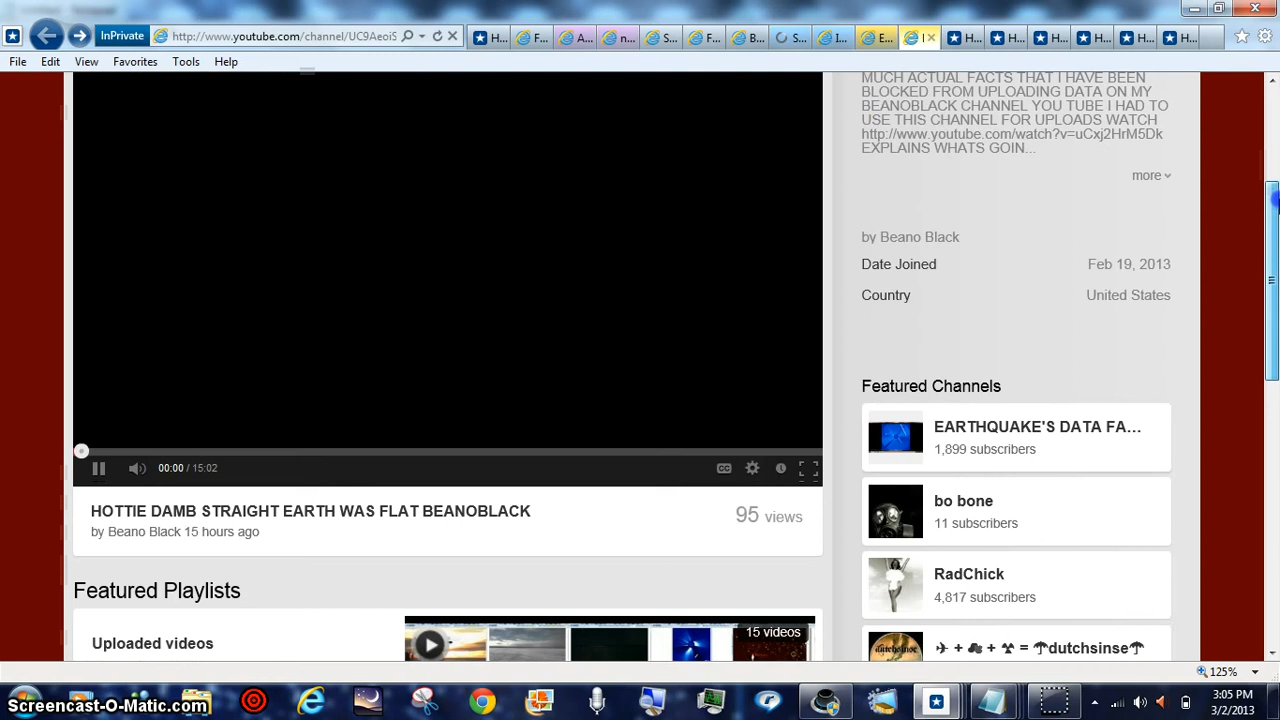 InPrivate
http://www.youtube.com/channel/UC9AeoiS
H...
F...
A...
n...
S...
F...
B...
S...
I...
E...
H...
H...
H...
H...
H...
H...
File Edit View Favorites Tools Help
MUCH ACTUAL FACTS THAT I HAVE BEEN
BLOCKED FROM UPLOADING DATA ON MY
BEANOBLACK CHANNEL YOU TUBE I HAD TO
USE THIS CHANNEL FOR UPLOADS WATCH
http://www.youtube.com/watch?v=uCxj2HrM5Dk
EXPLAINS WHATS GOIN...
more
by Beano Black
Date Joined Feb 19, 2013
Country United States
Featured Channels
EARTHQUAKE'S DATA FA...
1,899 subscribers
bo bone
11 subscribers
RadChick
4,817 subscribers
✈ + ☁ + ☢ = ☂dutchsinse☂
dutchsinse
00:00 / 15:02
CC
HOTTIE DAMB STRAIGHT EARTH WAS FLAT BEANOBLACK
95 views
by Beano Black 15 hours ago
Featured Playlists
Uploaded videos
15 videos
125%
Screencast-O-Matic.com
3:05 PM
3/2/2013